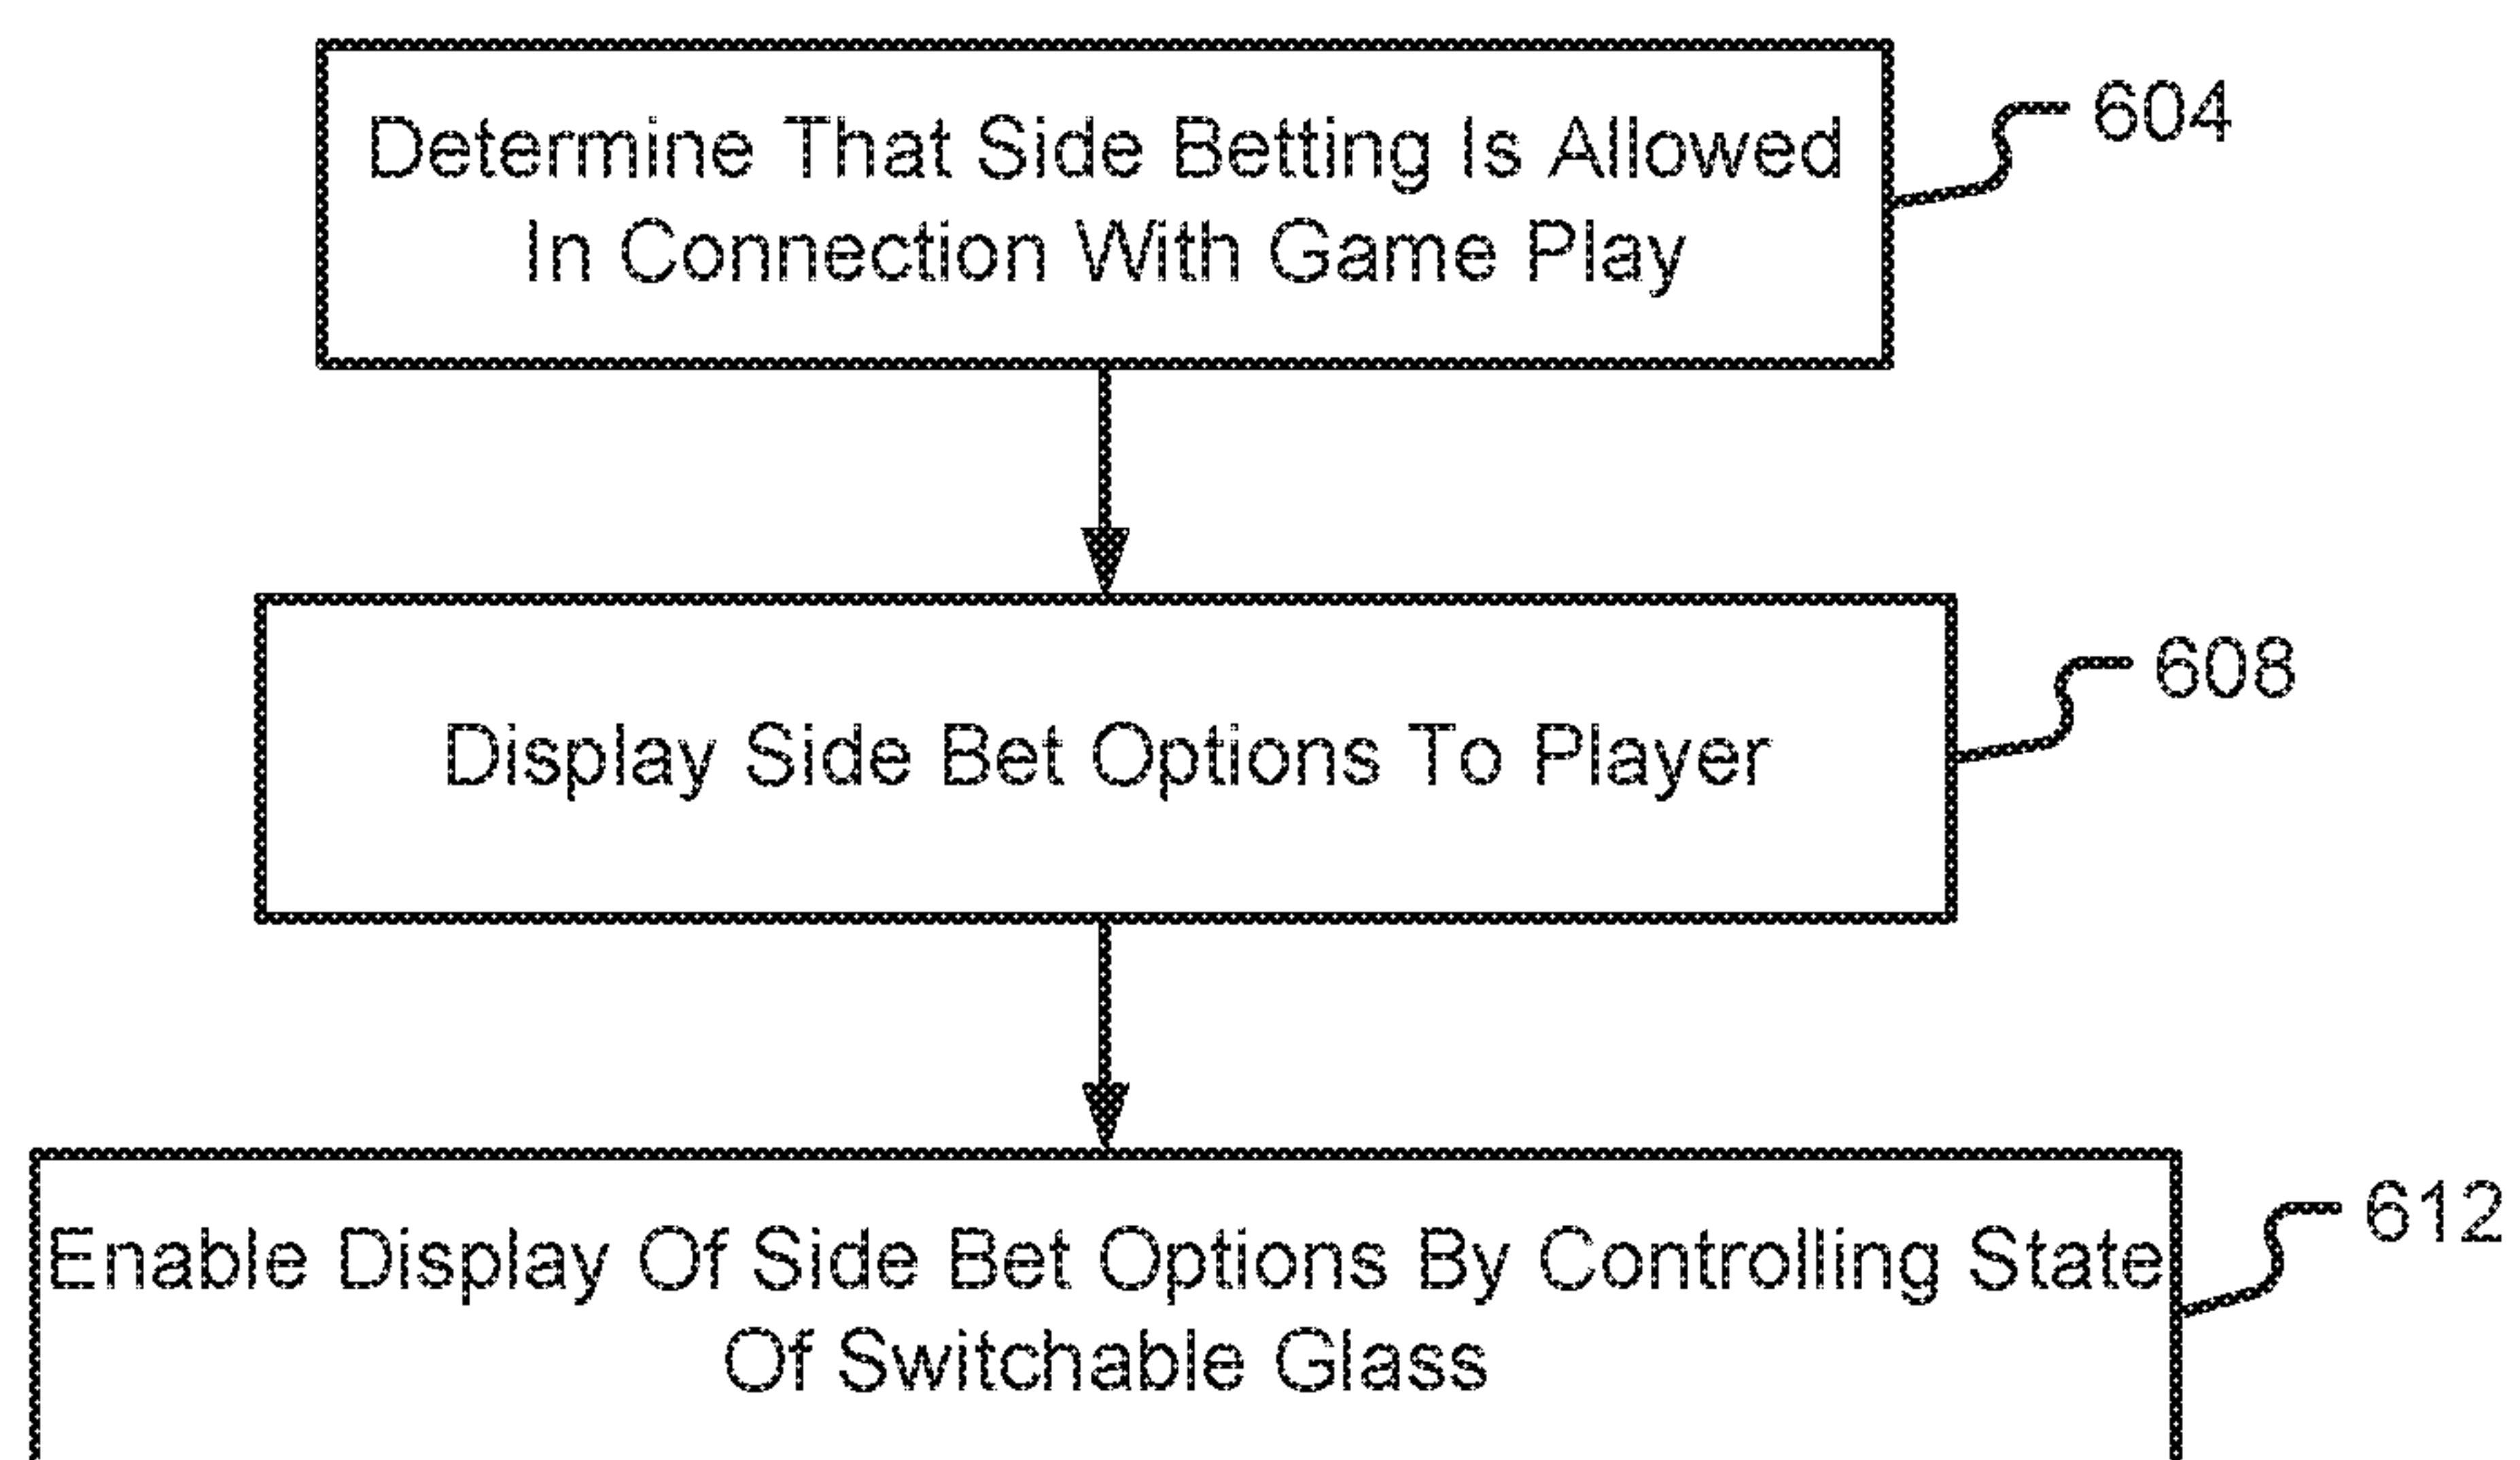 Determine That Side Betting Is Allowed
In Connection With Game Play
604
Display Side Bet Options To Player
608
Enable Display Of Side Bet Options By Controlling State
Of Switchable Glass
612